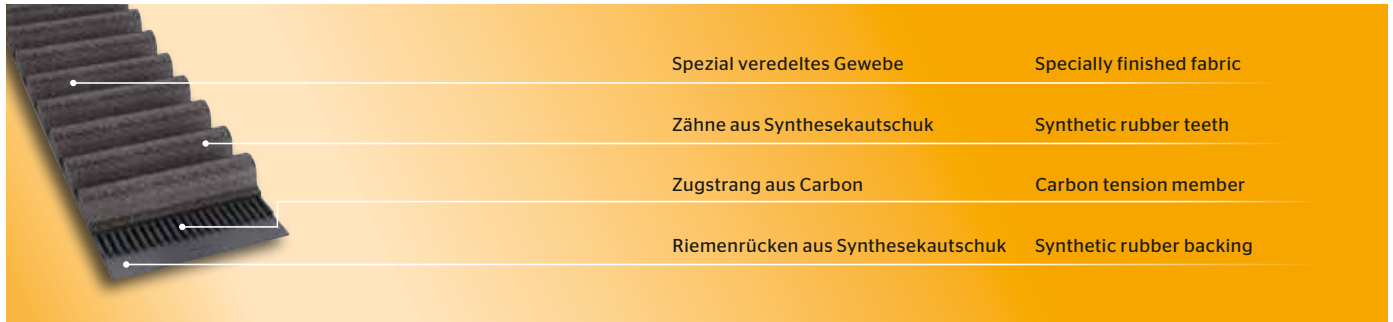 Spezial veredeltes Gewebe Specially finished fabric
Zähne aus Synthesekautschuk Synthetic rubber teeth
Zugstrang aus Carbon Carbon tension member
Riemenrücken aus Synthesekautschuk Synthetic rubber backing